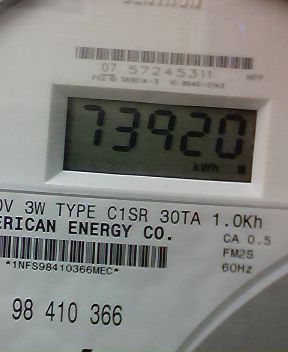 07 57245311
73920
kWh
0V 3W TYPE C1SR 30TA 1.0Kh
ERICAN ENERGY CO.
CA 0.5
FM2S
*1NFS98410366MEC*
60Hz
98 410 366